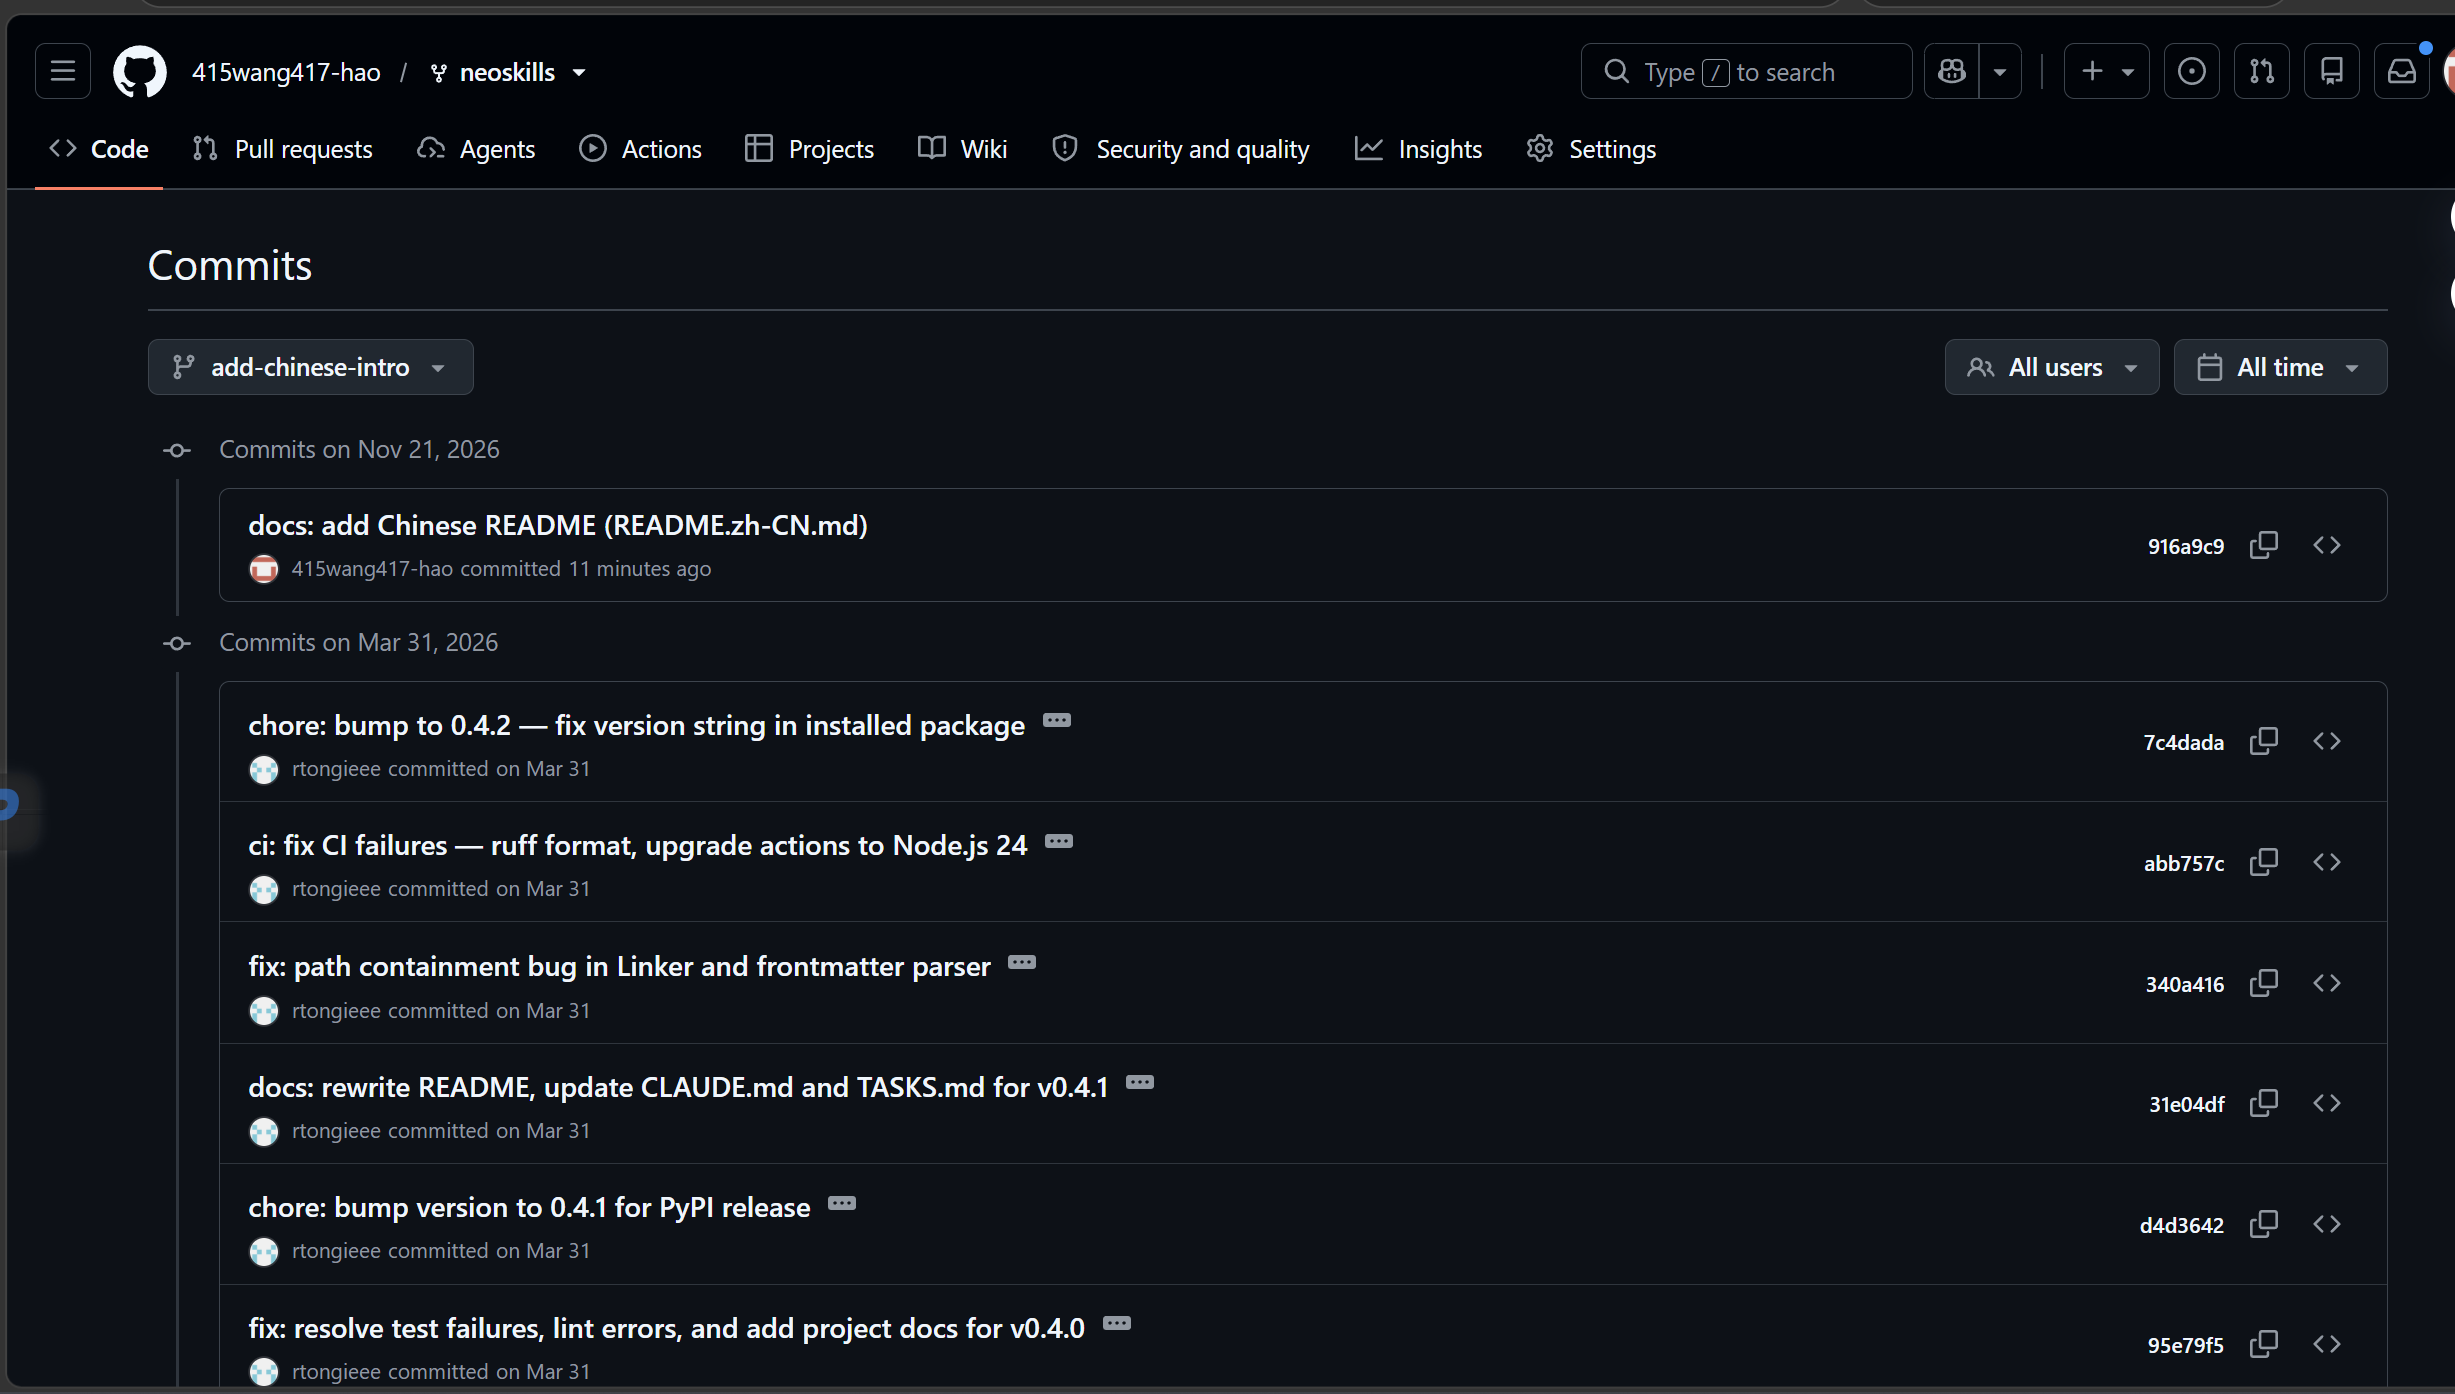 415wang417-hao / neoskills
Type / to search
Code Pull requests Agents Actions Projects Wiki Security and quality Insights Settings
Commits
add-chinese-intro All users All time
Commits on Nov 21, 2026
docs: add Chinese README (README.zh-CN.md)
415wang417-hao committed 11 minutes ago
916a9c9
Commits on Mar 31, 2026
chore: bump to 0.4.2 — fix version string in installed package
rtongieee committed on Mar 31
7c4dada
ci: fix CI failures — ruff format, upgrade actions to Node.js 24
rtongieee committed on Mar 31
abb757c
fix: path containment bug in Linker and frontmatter parser
rtongieee committed on Mar 31
340a416
docs: rewrite README, update CLAUDE.md and TASKS.md for v0.4.1
rtongieee committed on Mar 31
31e04df
chore: bump version to 0.4.1 for PyPI release
rtongieee committed on Mar 31
d4d3642
fix: resolve test failures, lint errors, and add project docs for v0.4.0
rtongieee committed on Mar 31
95e79f5